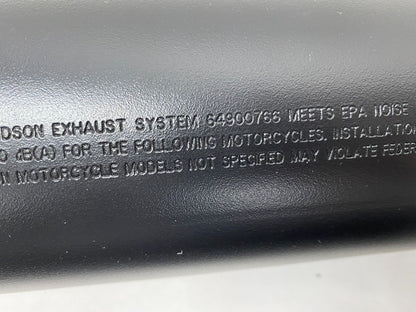 DSON EXHAUST SYSTEM 64900766 MEETS EPA NOISE
4B(A) FOR THE FOLLOWING MOTORCYCLES. INSTALLATION
MOTORCYCLE MODELS NOT SPECIFIED MAY VIOLATE FEDER